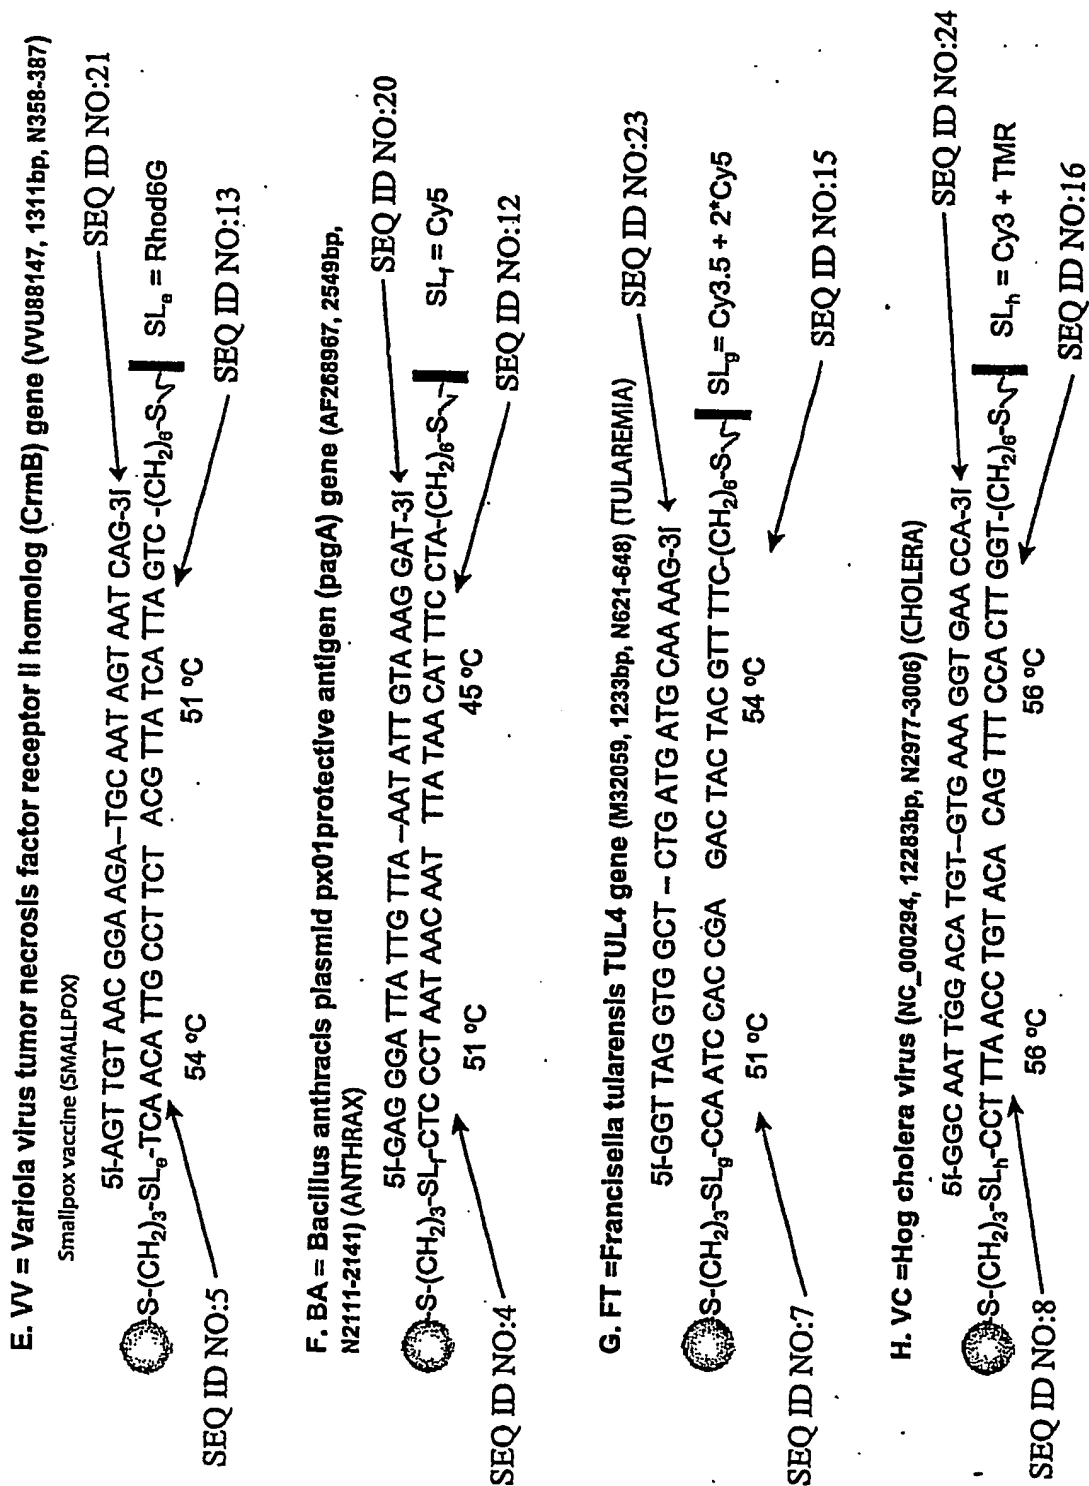 E. VV = Variola virus tumor necrosis factor receptor II homolog (CrmB) gene (VVU88147, 1311bp, N358-387)
Smallpox vaccine (SMALLPOX)
SEQ ID NO:21
5Í-AGT TGT AAC GGA AGA--TGC AAT AGT AAT CAG-3Í
S-(CH2)3-SLe-TCA ACA TTG CCT TCT ACG TTA TCA TTA GTC -(CH2)6-S SLe = Rhod6G
54 ºC 51 ºC
SEQ ID NO:5 SEQ ID NO:13
F. BA = Bacillus anthracis plasmid px01protective antigen (pagA) gene (AF268967, 2549bp,
N2111-2141) (ANTHRAX)
SEQ ID NO:20
5Í-GAG GGA TTA TTG TTA --AAT ATT GTA AAG GAT-3Í
S-(CH2)3-SLf-CTC CCT AAT AAC AAT TTA TAA CAT TTC CTA-(CH2)6-S SLf = Cy5
51 ºC 45 ºC
SEQ ID NO:4 SEQ ID NO:12
G. FT =Francisella tularensis TUL4 gene (M32059, 1233bp, N621-648) (TULAREMIA)
SEQ ID NO:23
5Í-GGT TAG GTG GCT -- CTG ATG ATG CAA AAG-3Í
S-(CH2)3-SLg-CCA ATC CAC CGA GAC TAC TAC GTT TTC-(CH2)6-S SLg= Cy3.5 + 2*Cy5
51 ºC 54 ºC
SEQ ID NO:7 SEQ ID NO:15
H. VC =Hog cholera virus (NC_000294, 12283bp, N2977-3006) (CHOLERA)
SEQ ID NO:24
5Í-GGC AAT TGG ACA TGT--GTG AAA GGT GAA CCA-3Í
S-(CH2)3-SLh-CCT TTA ACC TGT ACA CAG TTT CCA CTT GGT-(CH2)6-S SLh = Cy3 + TMR
56 ºC 56 ºC
SEQ ID NO:8 SEQ ID NO:16